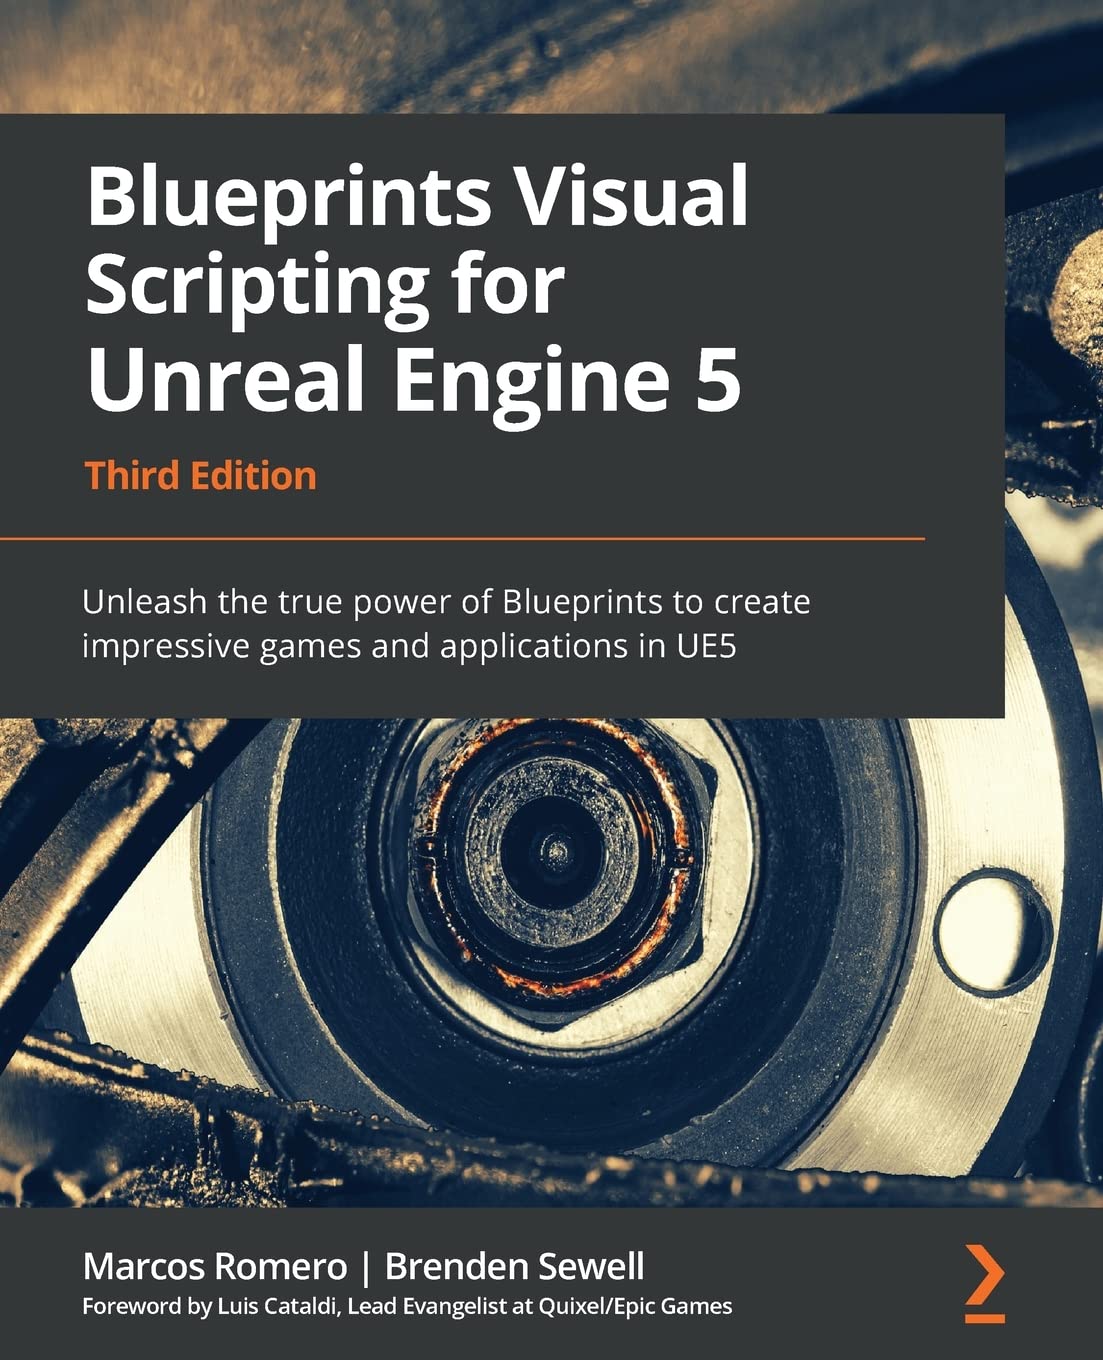 Blueprints Visual
Scripting for
Unreal Engine 5
Third Edition
Unleash the true power of Blueprints to create
impressive games and applications in UE5
Marcos Romero | Brenden Sewell
Foreword by Luis Cataldi, Lead Evangelist at Quixel/Epic Games